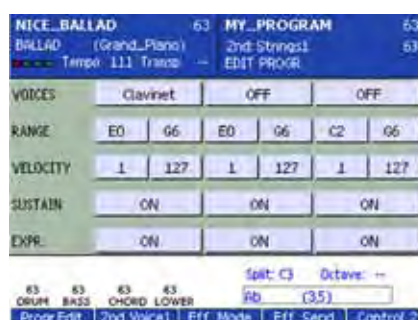 NICE_BALLAD 63 MY_PROGRAM 63
BALLAD (Grand_Piano) 2nd Strings1 63
Tempo 111 Transp -- EDIT PROGR
VOICES Clavinet OFF OFF
RANGE E0 G6 E0 G6 C2 G6
VELOCITY 1 127 1 127 1 127
SUSTAIN ON ON ON
EXPR. ON ON ON
Split: C3 Octave: --
63 63 63 63
DRUM BASS CHORD LOWER Ab (3,5)
Progr.Edit 2nd Voice1 Eff. Mode Eff. Send Control